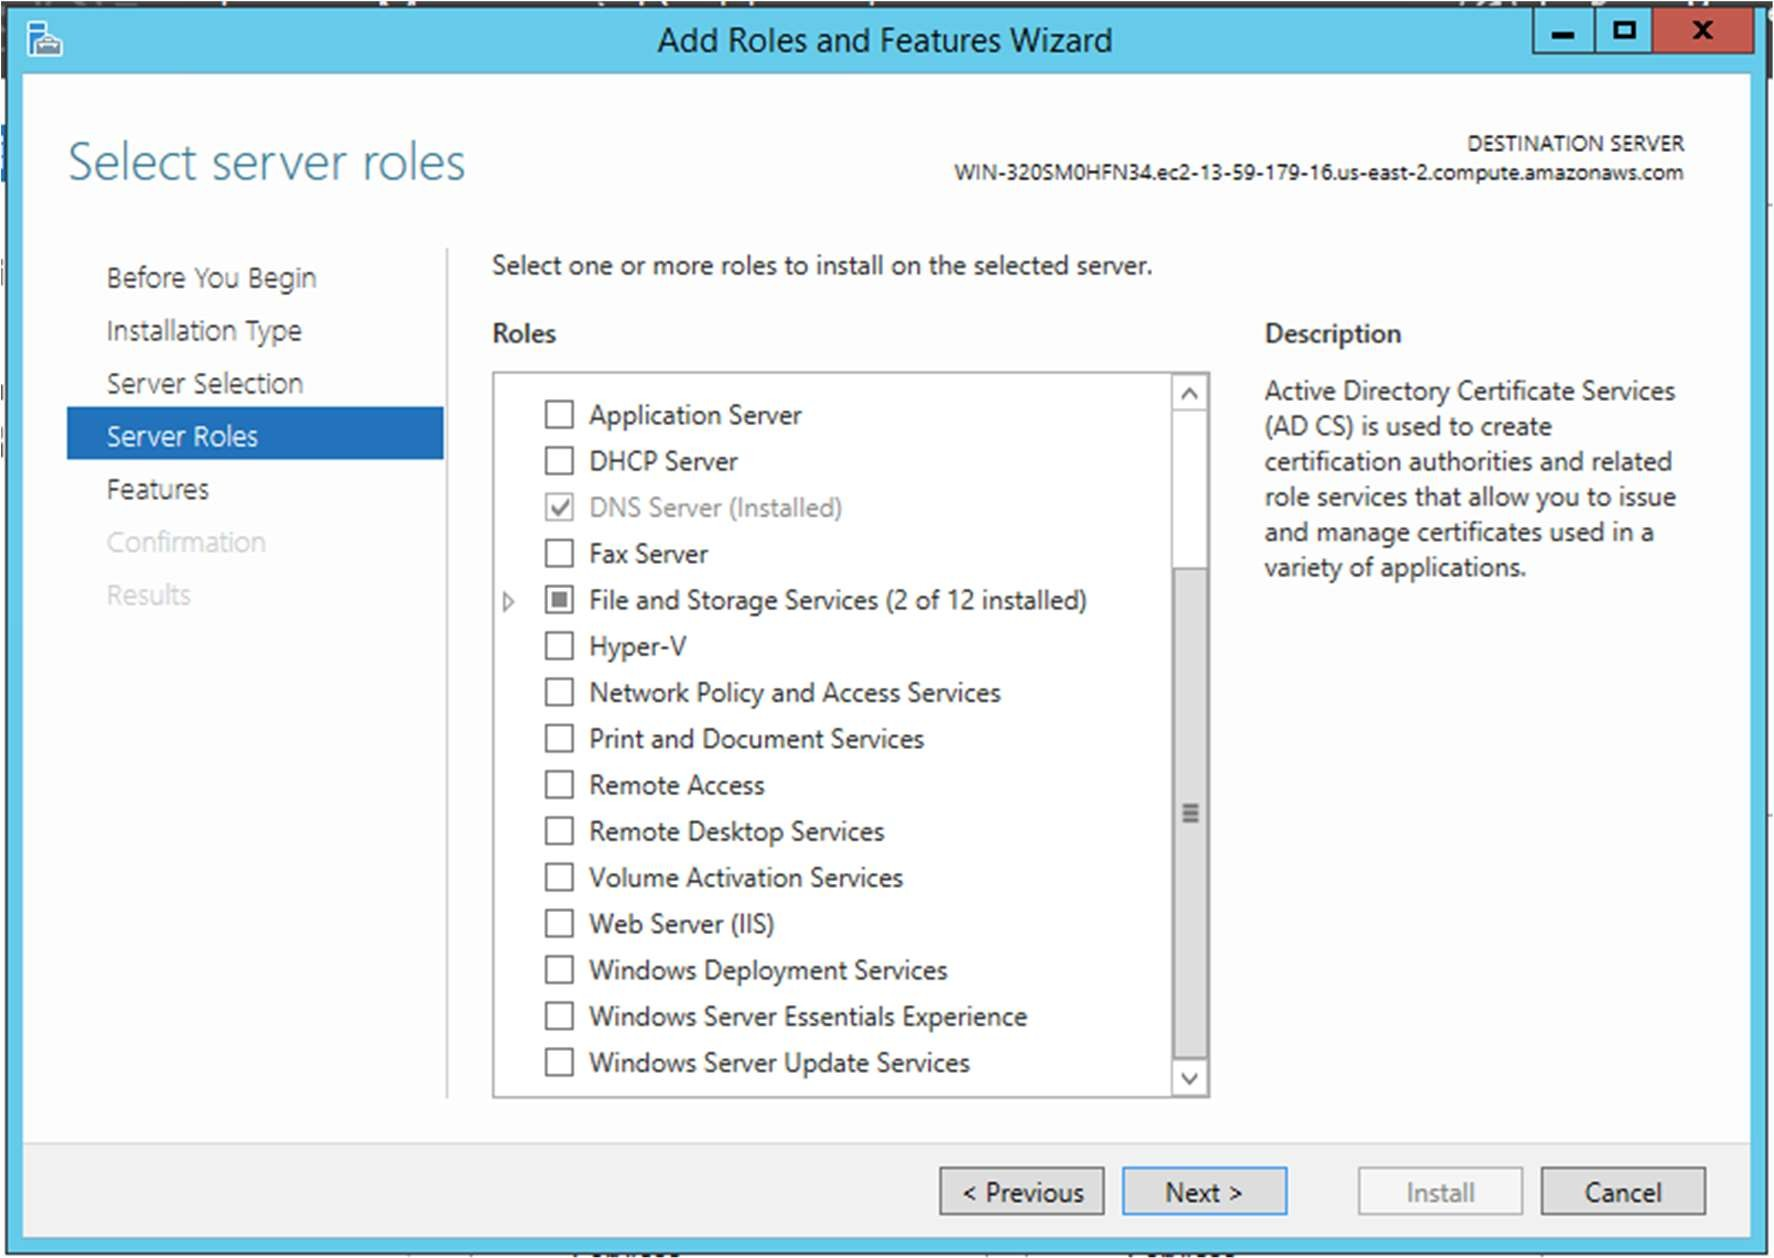 Add Roles and Features Wizard
Select server roles
DESTINATION SERVER
WIN-320SM0HFN34.ec2-13-59-179-16.us-east-2.compute.amazonaws.com
Before You Begin
Installation Type
Server Selection
Server Roles
Features
Confirmation
Results
Select one or more roles to install on the selected server.
Roles
Application Server
DHCP Server
DNS Server (Installed)
Fax Server
File and Storage Services (2 of 12 installed)
Hyper-V
Network Policy and Access Services
Print and Document Services
Remote Access
Remote Desktop Services
Volume Activation Services
Web Server (IIS)
Windows Deployment Services
Windows Server Essentials Experience
Windows Server Update Services
Description
Active Directory Certificate Services
(AD CS) is used to create
certification authorities and related
role services that allow you to issue
and manage certificates used in a
variety of applications.
< Previous
Next >
Install
Cancel